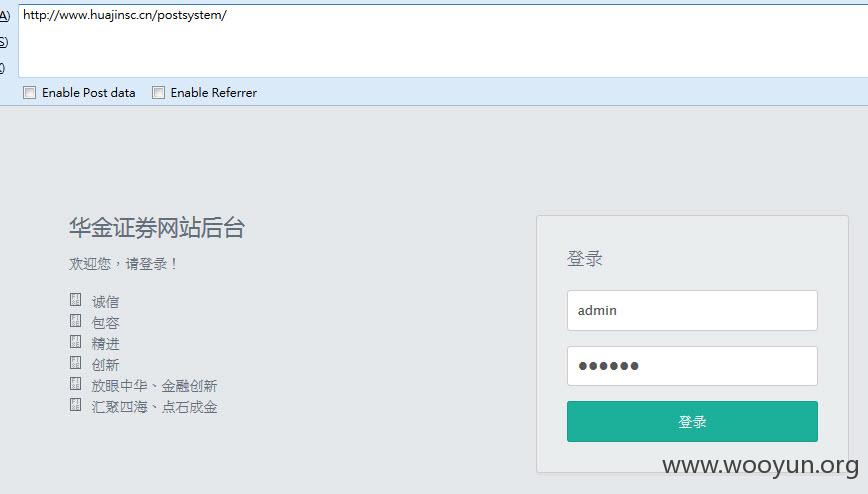 A)
http://www.huajinsc.cn/postsystem/
S)
Enable Post data
Enable Referrer
华金证券网站后台
欢迎您，请登录！
诚信
包容
精进
创新
放眼中华、金融创新
汇聚四海、点石成金
登录
admin
●●●●●●
登录
www.wooyun.org